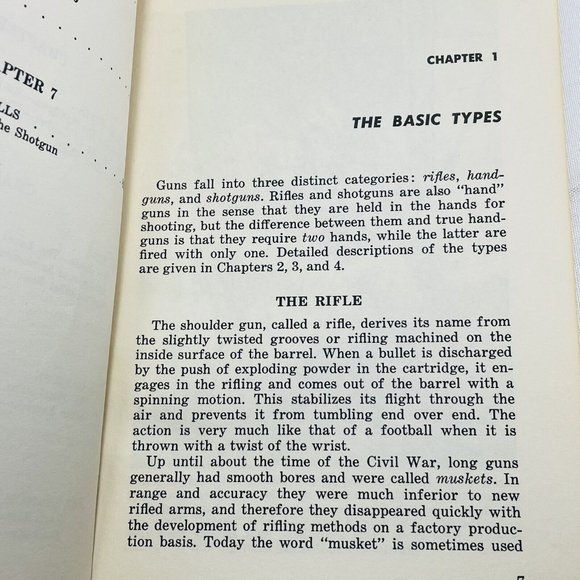 APTER 7
LLS . . . . .
he Shotgun
CHAPTER 1
THE BASIC TYPES
Guns fall into three distinct categories: rifles, hand-
guns, and shotguns. Rifles and shotguns are also "hand"
guns in the sense that they are held in the hands for
shooting, but the difference between them and true hand-
guns is that they require two hands, while the latter are
fired with only one. Detailed descriptions of the types
are given in Chapters 2, 3, and 4.
THE RIFLE
The shoulder gun, called a rifle, derives its name from
the slightly twisted grooves or rifling machined on the
inside surface of the barrel. When a bullet is discharged
by the push of exploding powder in the cartridge, it en-
gages in the rifling and comes out of the barrel with a
spinning motion. This stabilizes its flight through the
air and prevents it from tumbling end over end. The
action is very much like that of a football when it is
thrown with a twist of the wrist.
Up until about the time of the Civil War, long guns
generally had smooth bores and were called muskets. In
range and accuracy they were much inferior to new
rifled arms, and therefore they disappeared quickly with
the development of rifling methods on a factory produc-
tion basis. Today the word "musket" is sometimes used
7